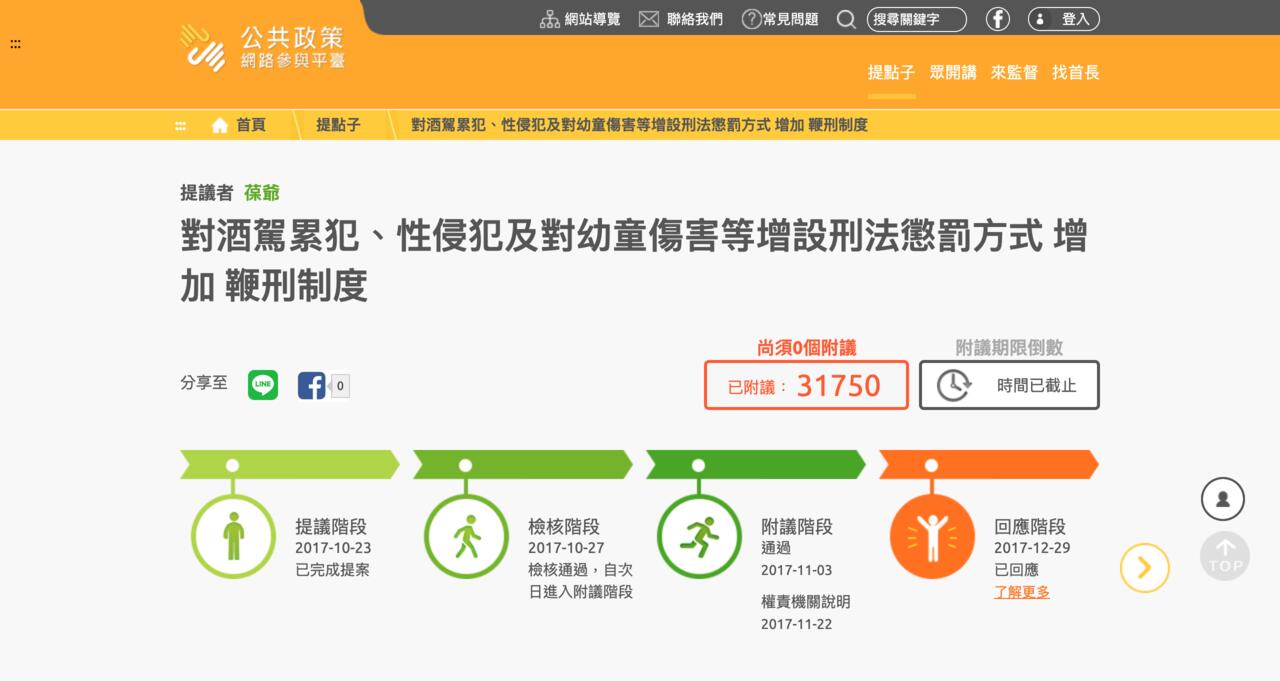 網站導覽 聯絡我們 常見問題 搜尋關鍵字 登入
公共政策
網路參與平臺
提點子 眾開講 來監督 找首長
首頁 提點子 對酒駕累犯、性侵犯及對幼童傷害等增設刑法懲罰方式 增加 鞭刑制度
提議者 葆爺
對酒駕累犯、性侵犯及對幼童傷害等增設刑法懲罰方式 增
加 鞭刑制度
尚須0個附議 附議期限倒數
分享至 LINE 0 已附議： 31750 時間已截止
提議階段
2017-10-23
已完成提案
檢核階段
2017-10-27
檢核通過，自次
日進入附議階段
附議階段
通過
2017-11-03
權責機關說明
2017-11-22
回應階段
2017-12-29
已回應
了解更多
TOP